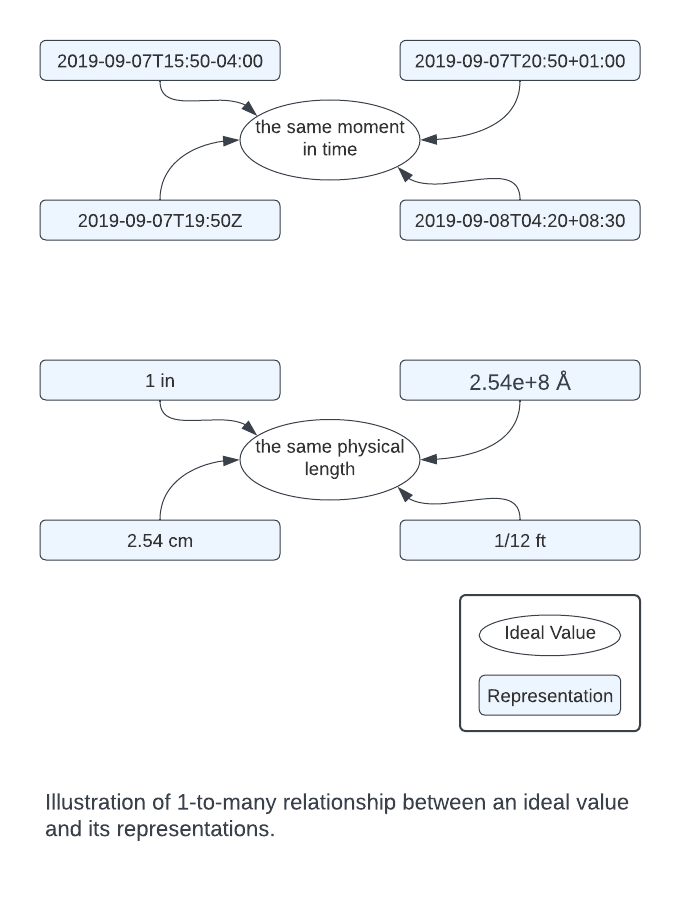 2019-09-07T15:50-04:00
2019-09-07T20:50+01:00
the same moment
in time
2019-09-07T19:50Z
2019-09-08T04:20+08:30
1 in
2.54e+8 Å
the same physical
length
2.54 cm
1/12 ft
Ideal Value
Representation
Illustration of 1-to-many relationship between an ideal value
and its representations.